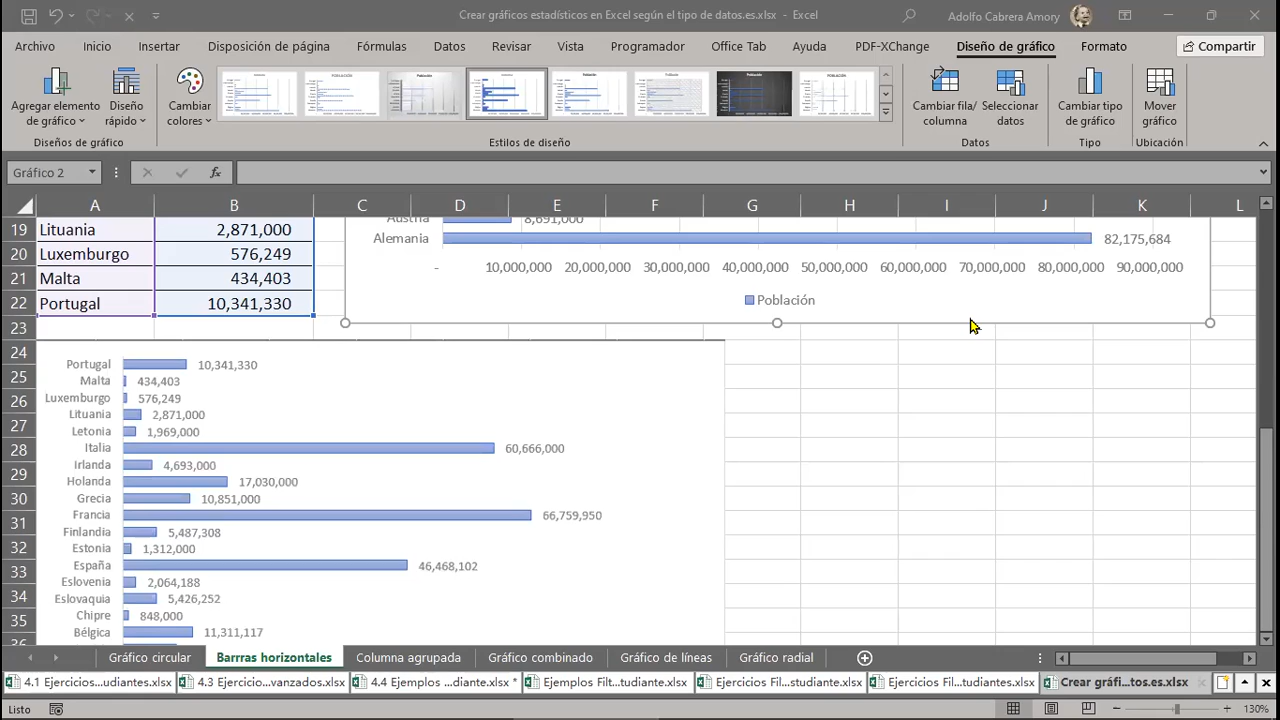 Crear gráficos estadísticos en Excel según el tipo de datos.es.xlsx - Excel
Adolfo Cabrera Amory
Archivo Inicio Insertar Disposición de página Fórmulas Datos Revisar Vista Programador Office Tab Ayuda PDF-XChange Diseño de gráfico Formato Compartir
Agregar elemento de gráfico
Diseño rápido
Cambiar colores
Cambiar fila/ columna
Seleccionar datos
Cambiar tipo de gráfico
Mover gráfico
Diseños de gráfico Estilos de diseño Datos Tipo Ubicación
Gráfico 2 fx
A B C D E F G H I J K L
19 Lituania 2,871,000
20 Luxemburgo 576,249
21 Malta 434,403
22 Portugal 10,341,330
23
Austria 8,691,000
Alemania 82,175,684
- 10,000,000 20,000,000 30,000,000 40,000,000 50,000,000 60,000,000 70,000,000 80,000,000 90,000,000
Población
24
25
26
27
28
29
30
31
32
33
34
35
36
Portugal 10,341,330
Malta 434,403
Luxemburgo 576,249
Lituania 2,871,000
Letonia 1,969,000
Italia 60,666,000
Irlanda 4,693,000
Holanda 17,030,000
Grecia 10,851,000
Francia 66,759,950
Finlandia 5,487,308
Estonia 1,312,000
España 46,468,102
Eslovenia 2,064,188
Eslovaquia 5,426,252
Chipre 848,000
Bélgica 11,311,117
Gráfico circular Barrras horizontales Columna agrupada Gráfico combinado Gráfico de líneas Gráfico radial
4.1 Ejercicios...udiantes.xlsx 4.3 Ejercicio...vanzados.xlsx 4.4 Ejemplos ...diante.xlsx * Ejemplos Filt...tudiante.xlsx Ejercicios Fil...studiante.xlsx Ejercicios Fil...tudiantes.xlsx Crear gráfi...tos.es.xlsx
Listo 130%